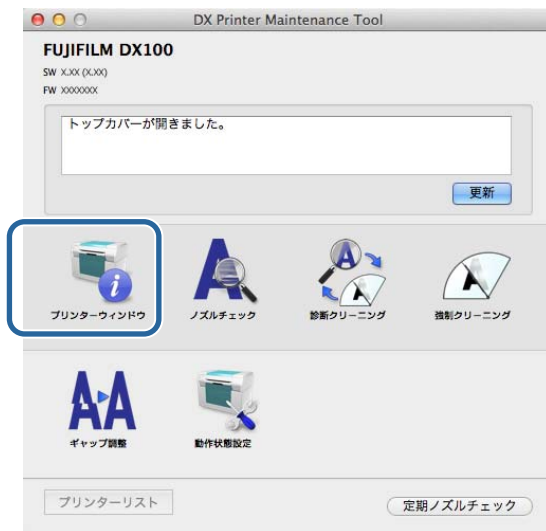 DX Printer Maintenance Tool
FUJIFILM DX100
SW X.XX (X.XX)
FW XXXXXXX
トップカバーが開きました。
更新
プリンターウィンドウ
ノズルチェック
診断クリーニング
強制クリーニング
ギャップ調整
動作状態設定
プリンターリスト
定期ノズルチェック